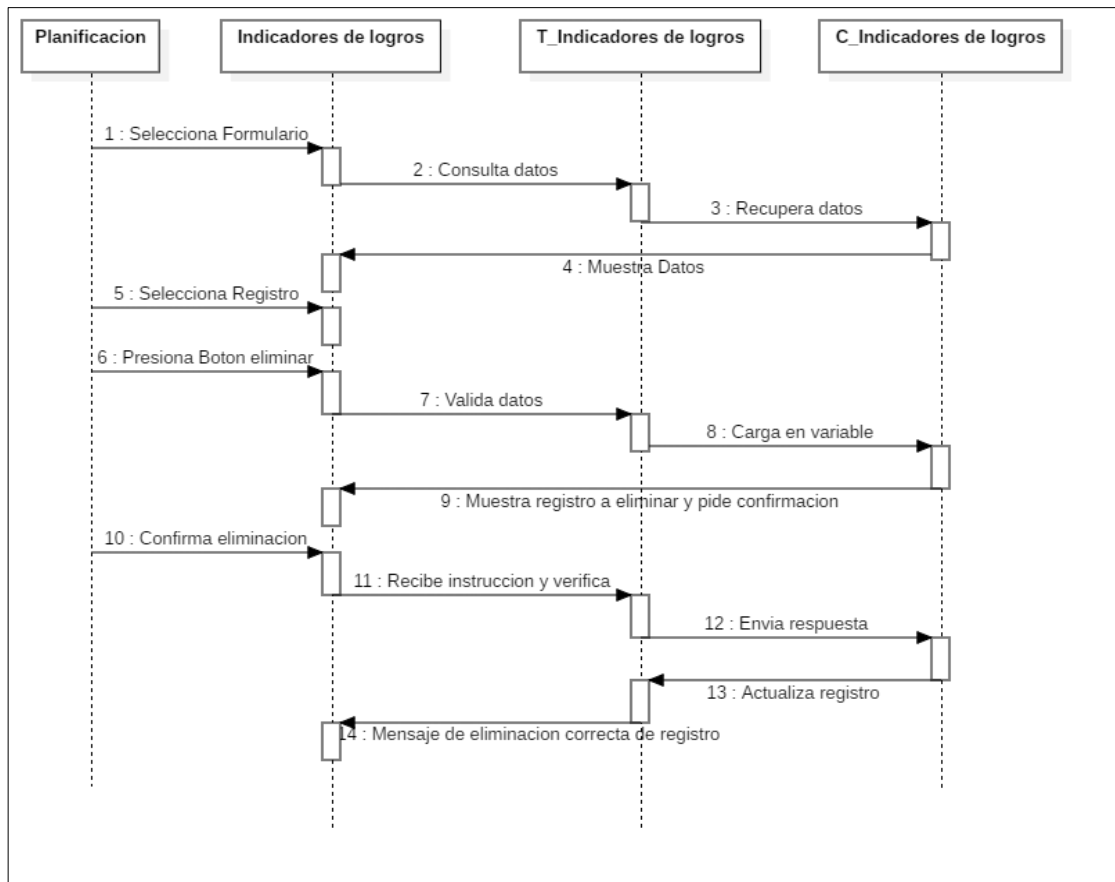 Planificacion
Indicadores de logros
T_Indicadores de logros
C_Indicadores de logros
1 : Selecciona Formulario
2 : Consulta datos
3 : Recupera datos
4 : Muestra Datos
5 : Selecciona Registro
6 : Presiona Boton eliminar
7 : Valida datos
8 : Carga en variable
9 : Muestra registro a eliminar y pide confirmacion
10 : Confirma eliminacion
11 : Recibe instruccion y verifica
12 : Envia respuesta
13 : Actualiza registro
14 : Mensaje de eliminacion correcta de registro